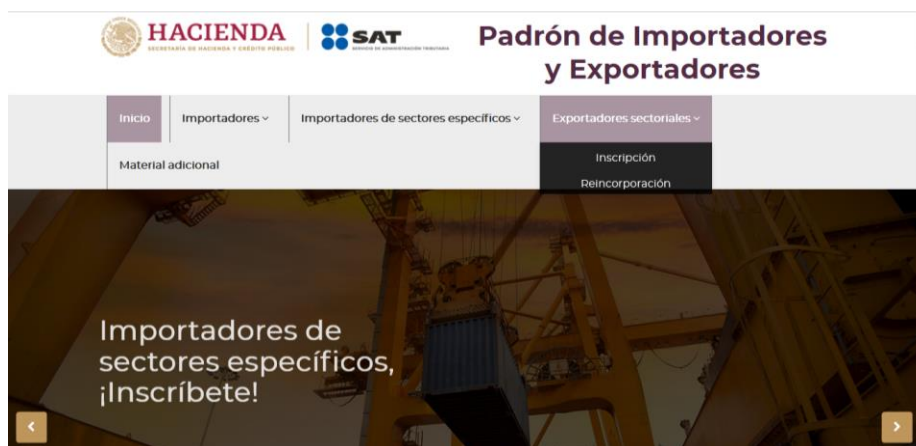 HACIENDA
SECRETARÍA DE HACIENDA Y CRÉDITO PÚBLICO
SAT
SERVICIO DE ADMINISTRACIÓN TRIBUTARIA
Padrón de Importadores
y Exportadores
Inicio
Importadores
Importadores de sectores específicos
Exportadores sectoriales
Inscripción
Reincorporación
Material adicional
Importadores de
sectores específicos,
¡Inscríbete!